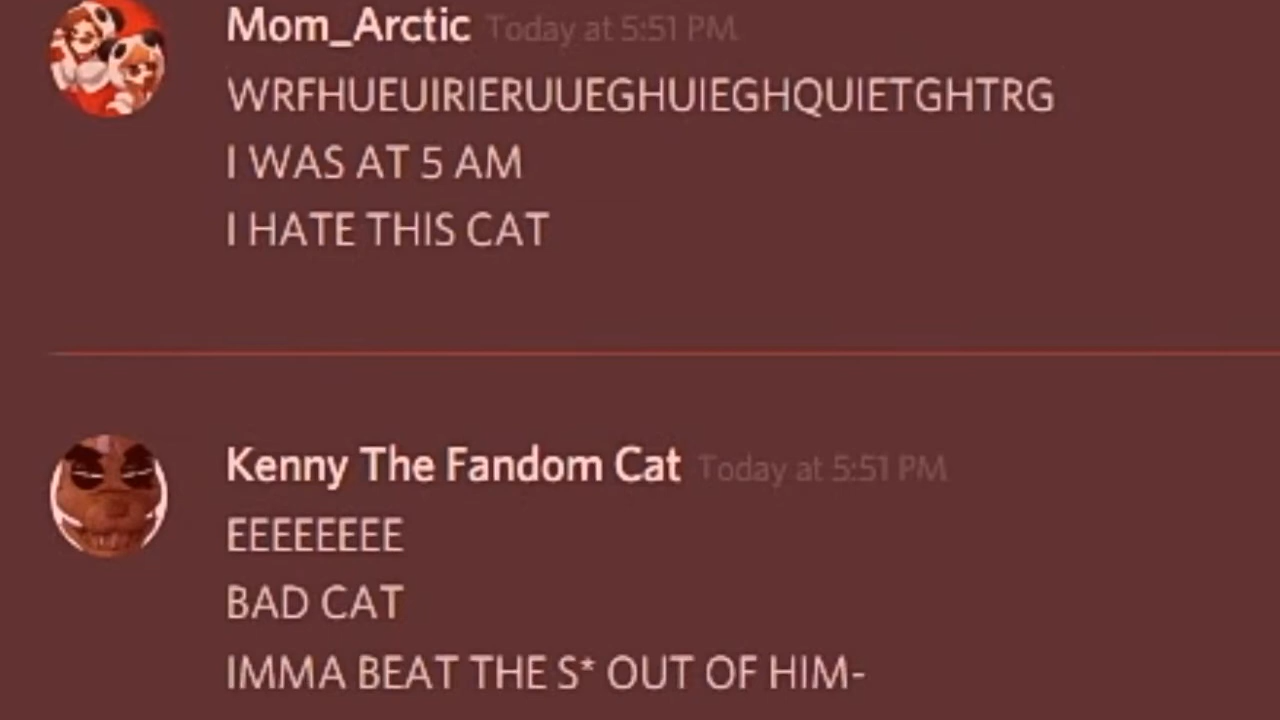 Mom_Arctic Today at 5:51 PM
WRFHUEUIRIERUUEGHUIEGHQUIETGHTRG
I WAS AT 5 AM
I HATE THIS CAT
Kenny The Fandom Cat Today at 5:51 PM
EEEEEEEE
BAD CAT
IMMA BEAT THE S* OUT OF HIM-